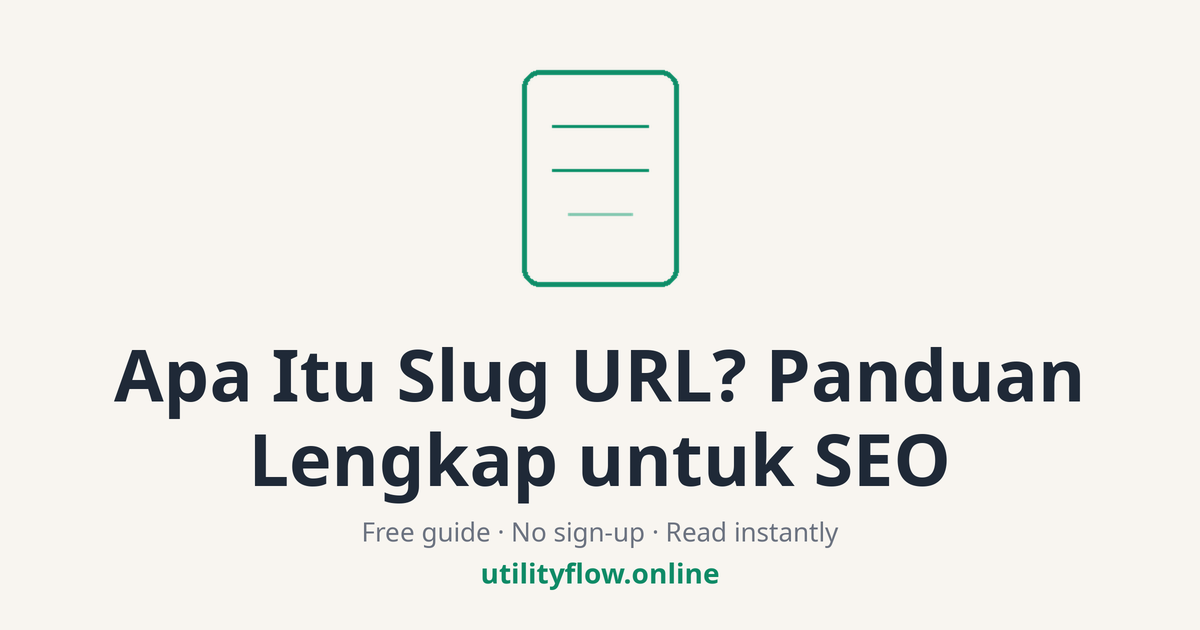 Apa Itu Slug URL? Panduan
Lengkap untuk SEO
Free guide · No sign-up · Read instantly
utilityflow.online